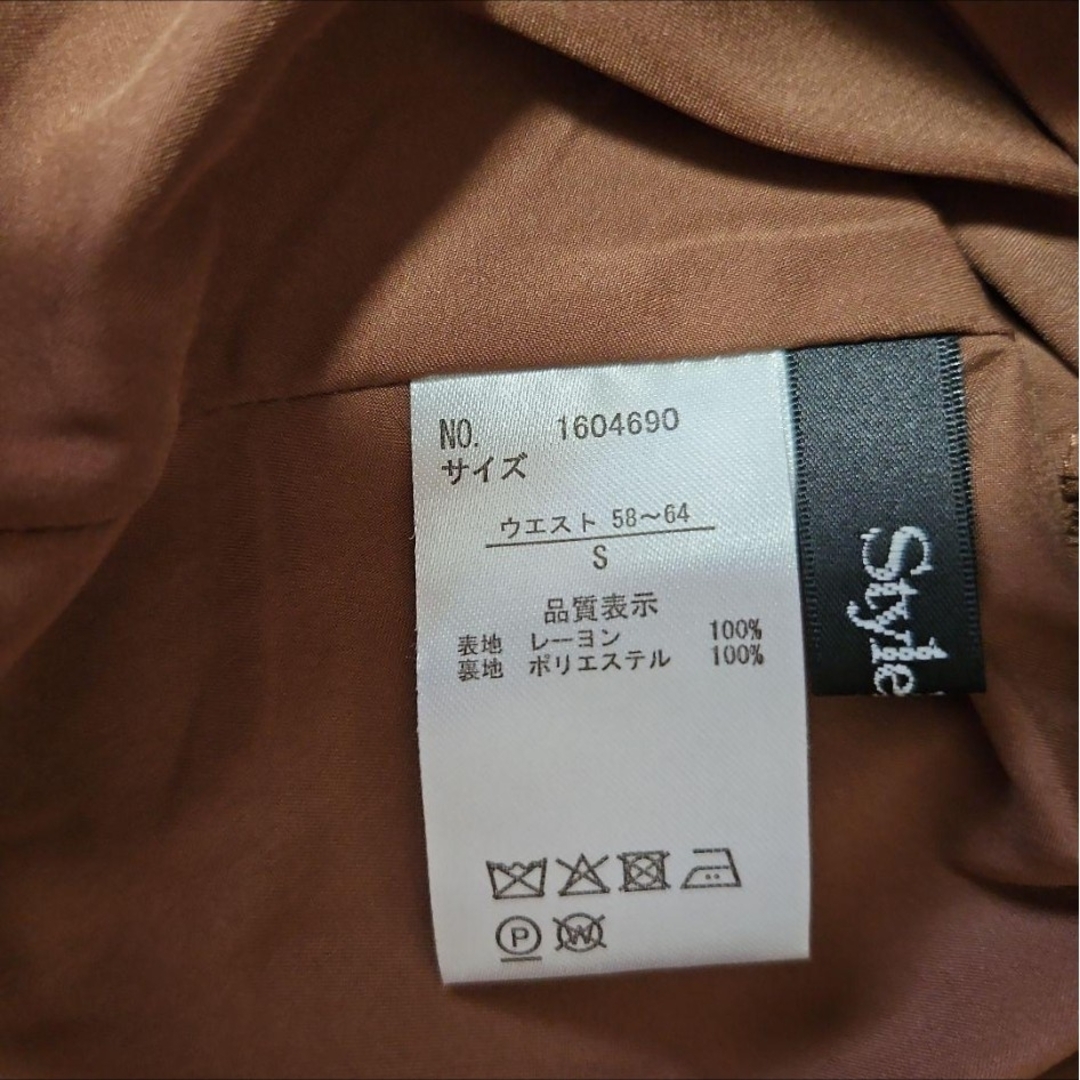 NO. 1604690
サイズ
ウエスト 58～64
S
品質表示
表地 レーヨン 100%
裏地 ポリエステル 100%
P
W
Style